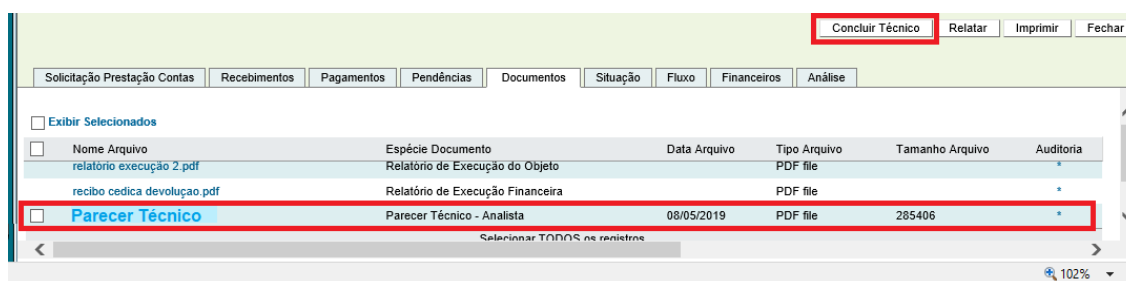 Concluir Técnico Relatar Imprimir Fechar
Solicitação Prestação Contas Recebimentos Pagamentos Pendências Documentos Situação Fluxo Financeiros Análise
Exibir Selecionados
Nome Arquivo Espécie Documento Data Arquivo Tipo Arquivo Tamanho Arquivo Auditoria
relatório execução 2.pdf Relatório de Execução do Objeto PDF file *
recibo cedica devoluçao.pdf Relatório de Execução Financeira PDF file *
Parecer Técnico Parecer Técnico - Analista 08/05/2019 PDF file 285406 *
Selecionar TODOS os registros
102%